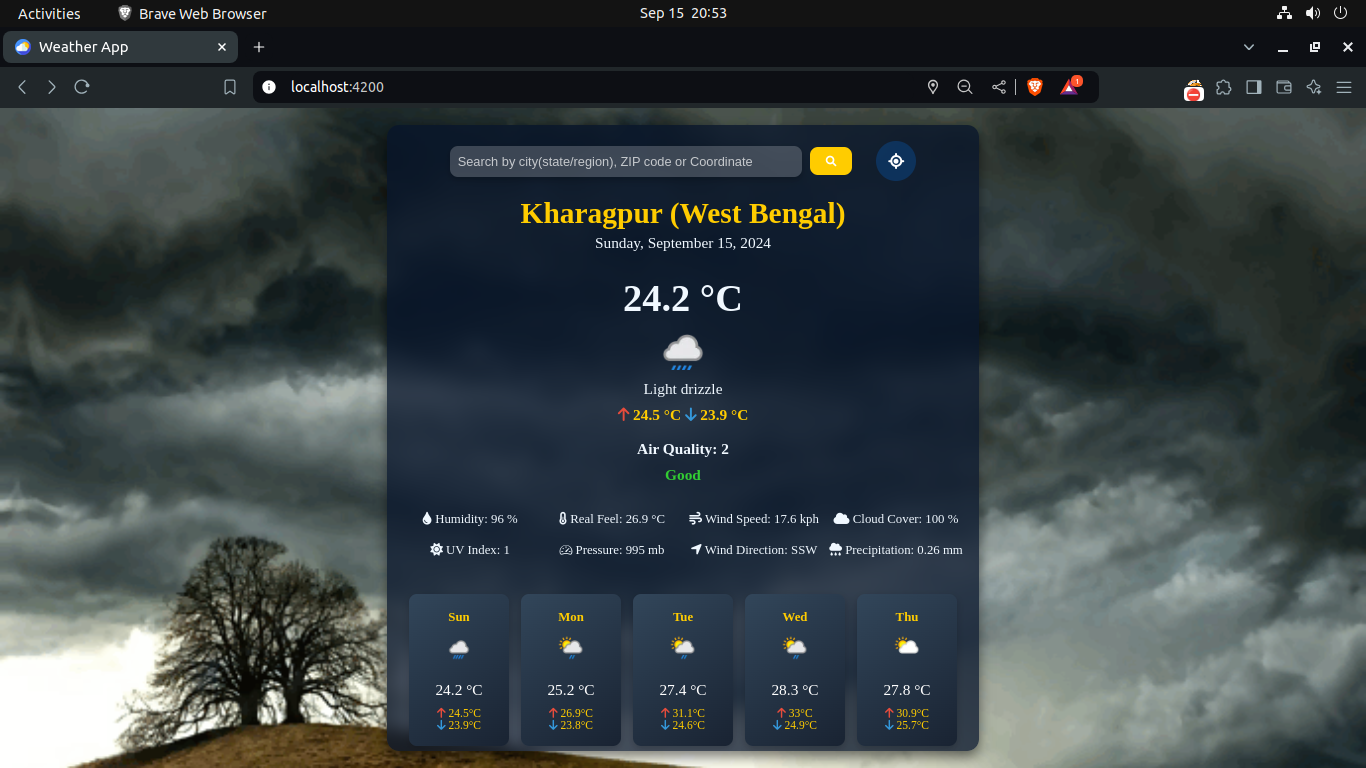 Activities Brave Web Browser Sep 15 20:53
Weather App
localhost:4200
1
Search by city(state/region), ZIP code or Coordinate
Kharagpur (West Bengal)
Sunday, September 15, 2024
24.2 °C
Light drizzle
24.5 °C 23.9 °C
Air Quality: 2
Good
Humidity: 96 % Real Feel: 26.9 °C Wind Speed: 17.6 kph Cloud Cover: 100 %
UV Index: 1 Pressure: 995 mb Wind Direction: SSW Precipitation: 0.26 mm
Sun Mon Tue Wed Thu
24.2 °C 25.2 °C 27.4 °C 28.3 °C 27.8 °C
24.5°C 26.9°C 31.1°C 33°C 30.9°C
23.9°C 23.8°C 24.6°C 24.9°C 25.7°C